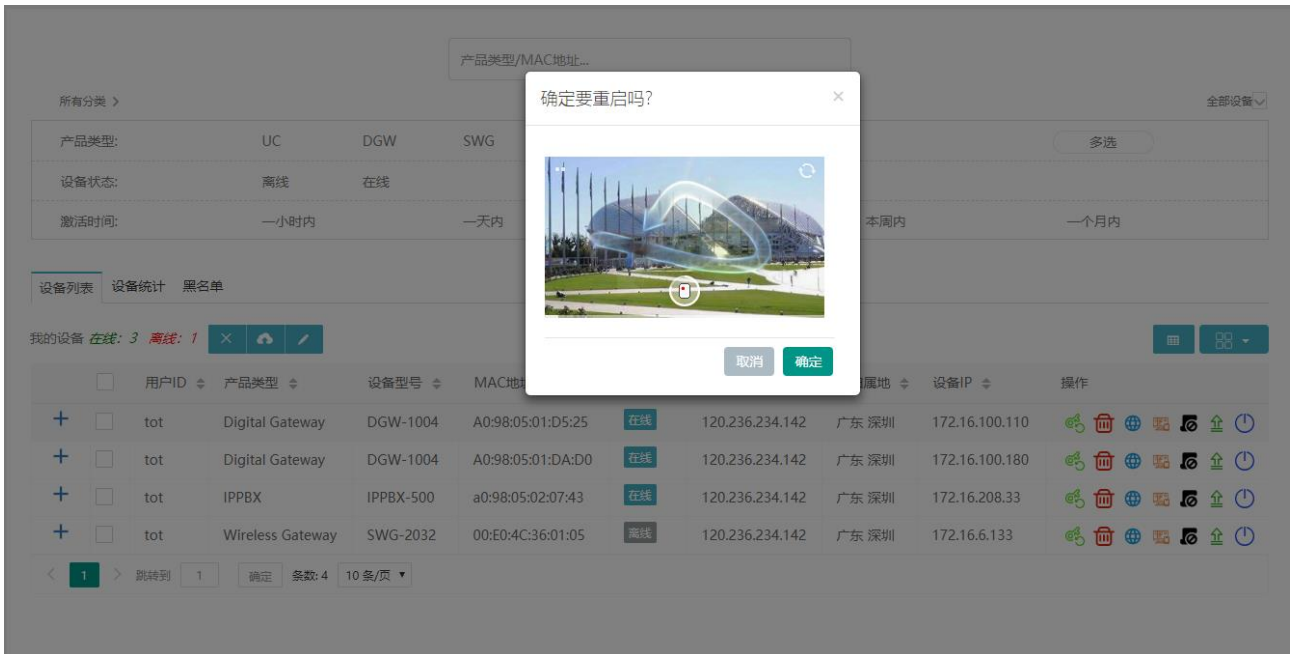 产品类型/MAC地址...
确定要重启吗?
所有分类
全部设备
产品类型: UC DGW SWG 多选
设备状态: 离线 在线
激活时间: 一小时内 一天内 本周内 一个月内
设备列表 设备统计 黑名单
我的设备 在线: 3 离线: 1
取消 确定
用户ID 产品类型 设备型号 MAC地 属地 设备IP 操作
tot Digital Gateway DGW-1004 A0:98:05:01:D5:25 在线 120.236.234.142 广东 深圳 172.16.100.110
tot Digital Gateway DGW-1004 A0:98:05:01:DA:D0 在线 120.236.234.142 广东 深圳 172.16.100.180
tot IPPBX IPPBX-500 a0:98:05:02:07:43 在线 120.236.234.142 广东 深圳 172.16.208.33
tot Wireless Gateway SWG-2032 00:E0:4C:36:01:05 离线 120.236.234.142 广东 深圳 172.16.6.133
1 跳转到 1 确定 条数: 4 10 条/页